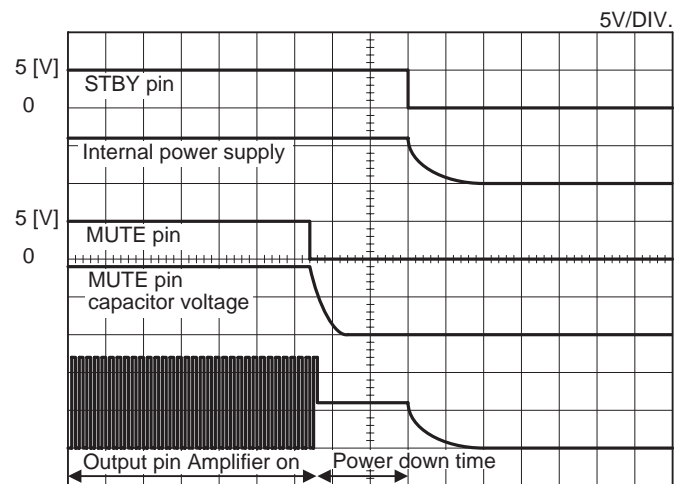 5V/DIV.
5 [V]
STBY pin
0
Internal power supply
5 [V]
MUTE pin
0
MUTE pin
capacitor voltage
Output pin Amplifier on
Power down time